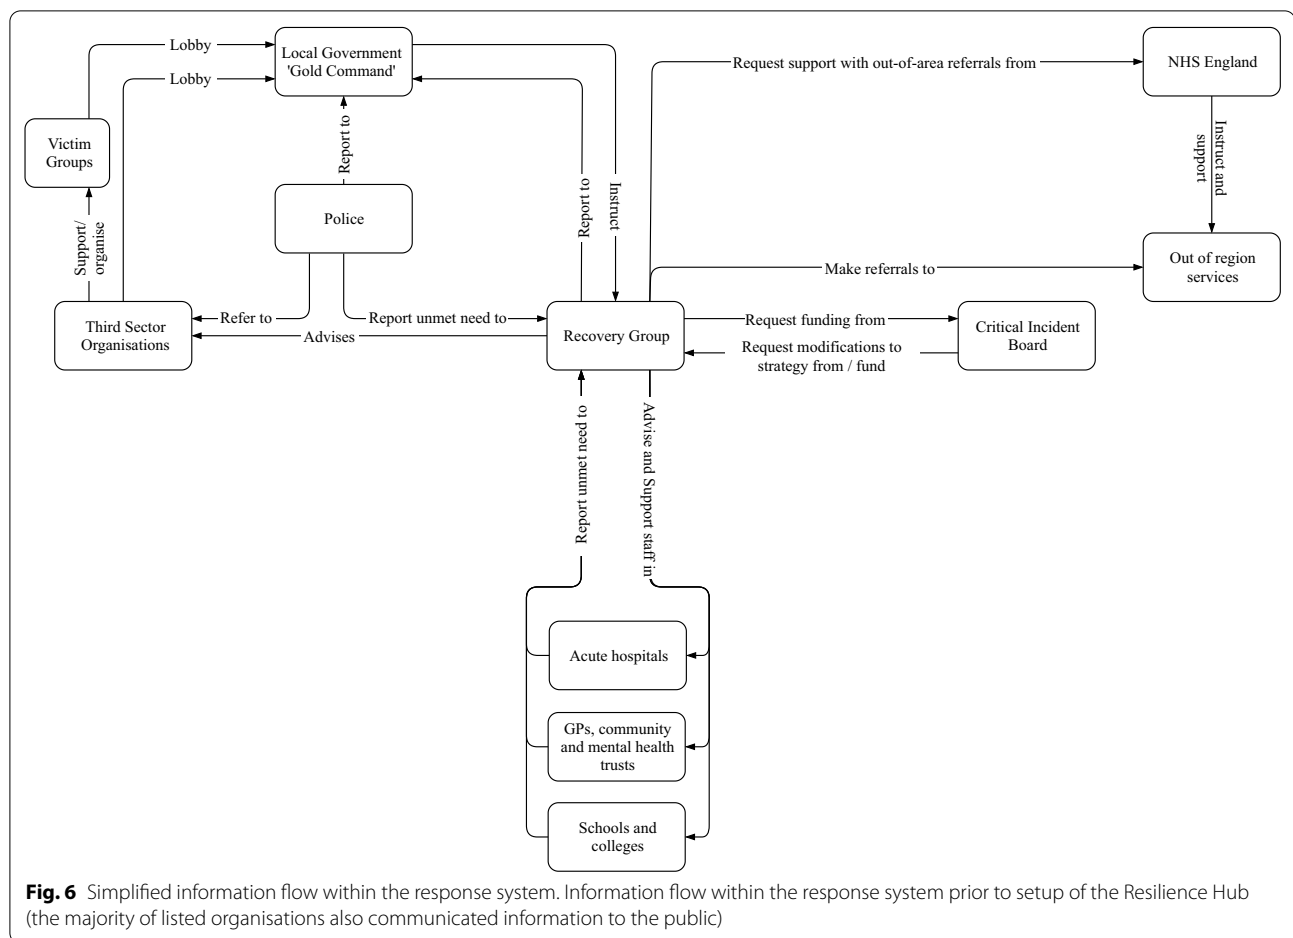 Lobby
Lobby
Local Government
'Gold Command'
Request support with out-of-area referrals from
NHS England
Victim
Groups
Report to
Instruct and
support
Police
Report to
Instruct
Support/
organise
Out of region
services
Make referrals to
Third Sector
Organisations
Refer to
Report unmet need to
Advises
Recovery Group
Request funding from
Request modifications to
strategy from / fund
Critical Incident
Board
Report unmet need to
Advise and Support staff in
Acute hospitals
GPs, community
and mental health
trusts
Schools and
colleges
Fig. 6 Simplified information flow within the response system. Information flow within the response system prior to setup of the Resilience Hub
(the majority of listed organisations also communicated information to the public)